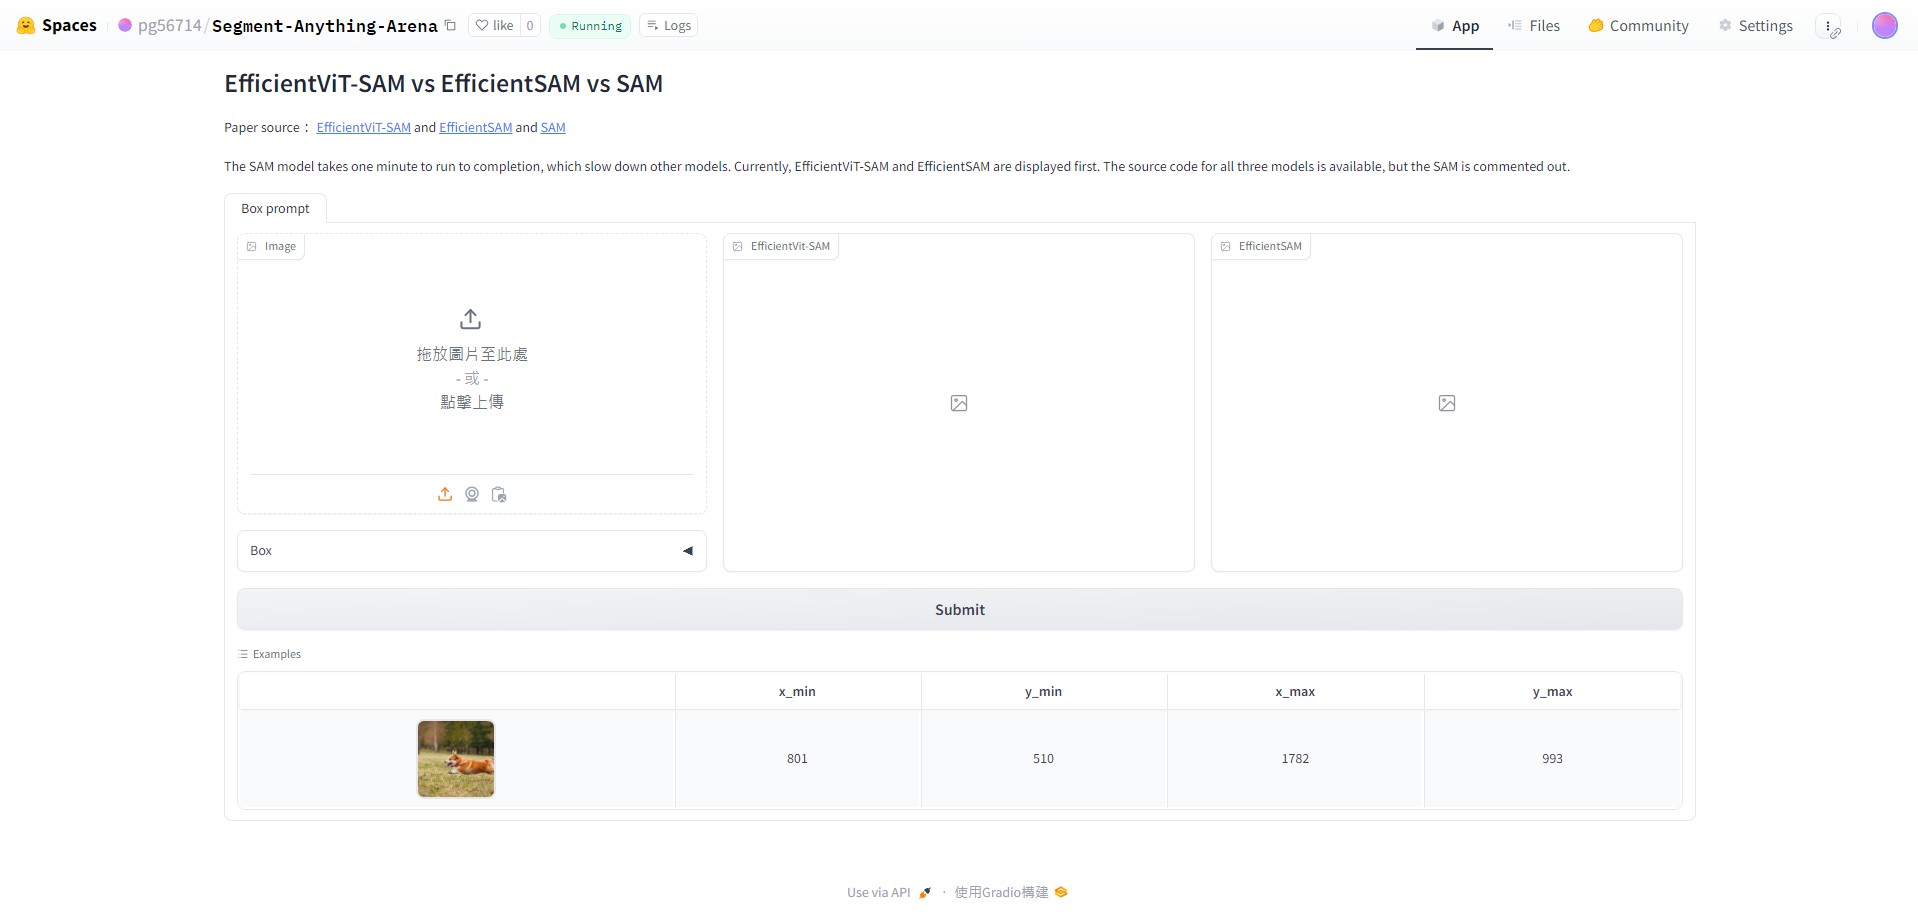 Spaces pg56714/Segment-Anything-Arena like 0 Running Logs App Files Community Settings
EfficientViT-SAM vs EfficientSAM vs SAM
Paper source： EfficientViT-SAM and EfficientSAM and SAM
The SAM model takes one minute to run to completion, which slow down other models. Currently, EfficientViT-SAM and EfficientSAM are displayed first. The source code for all three models is available, but the SAM is commented out.
Box prompt
Image
EfficientVit-SAM
EfficientSAM
拖放圖片至此處
- 或 -
點擊上傳
Box
Submit
Examples
x_min y_min x_max y_max
801 510 1782 993
Use via API · 使用Gradio構建